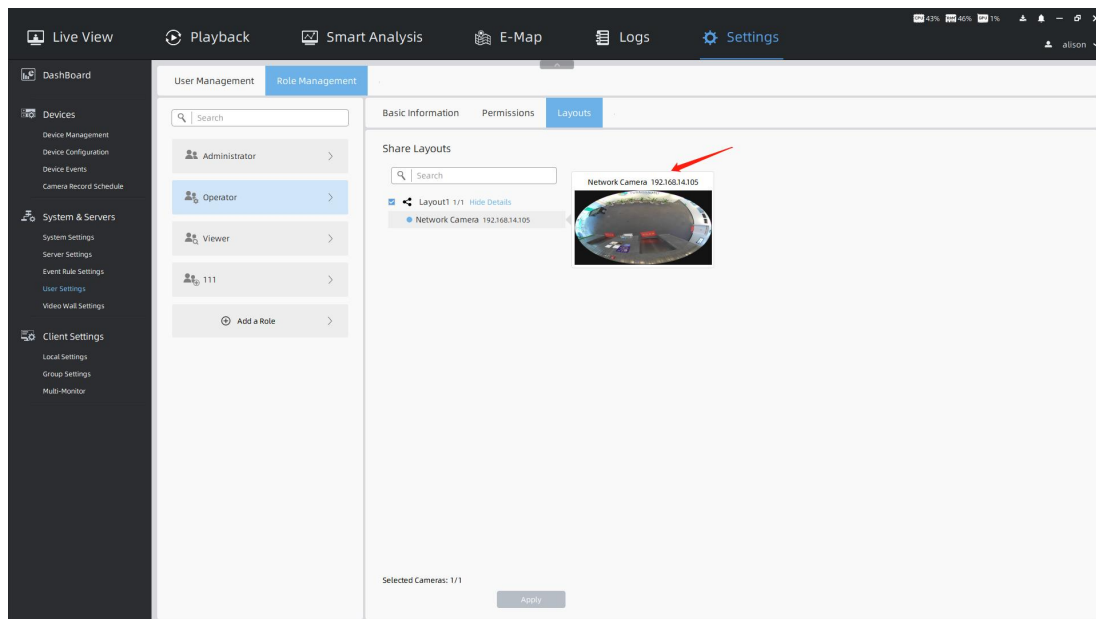 CPU 43% 46% GPU 1%
Live View Playback Smart Analysis E-Map Logs Settings
alison
DashBoard
User Management Role Management
Devices
Device Management
Device Configuration
Device Events
Camera Record Schedule
System & Servers
System Settings
Server Settings
Event Rule Settings
User Settings
Video Wall Settings
Client Settings
Local Settings
Group Settings
Multi-Monitor
Search
Administrator
Operator
Viewer
111
Add a Role
Basic Information Permissions Layouts
Share Layouts
Search
Layout1 1/1 Hide Details
Network Camera 192.168.14.105
Network Camera 192.168.14.105
Selected Cameras: 1/1
Apply